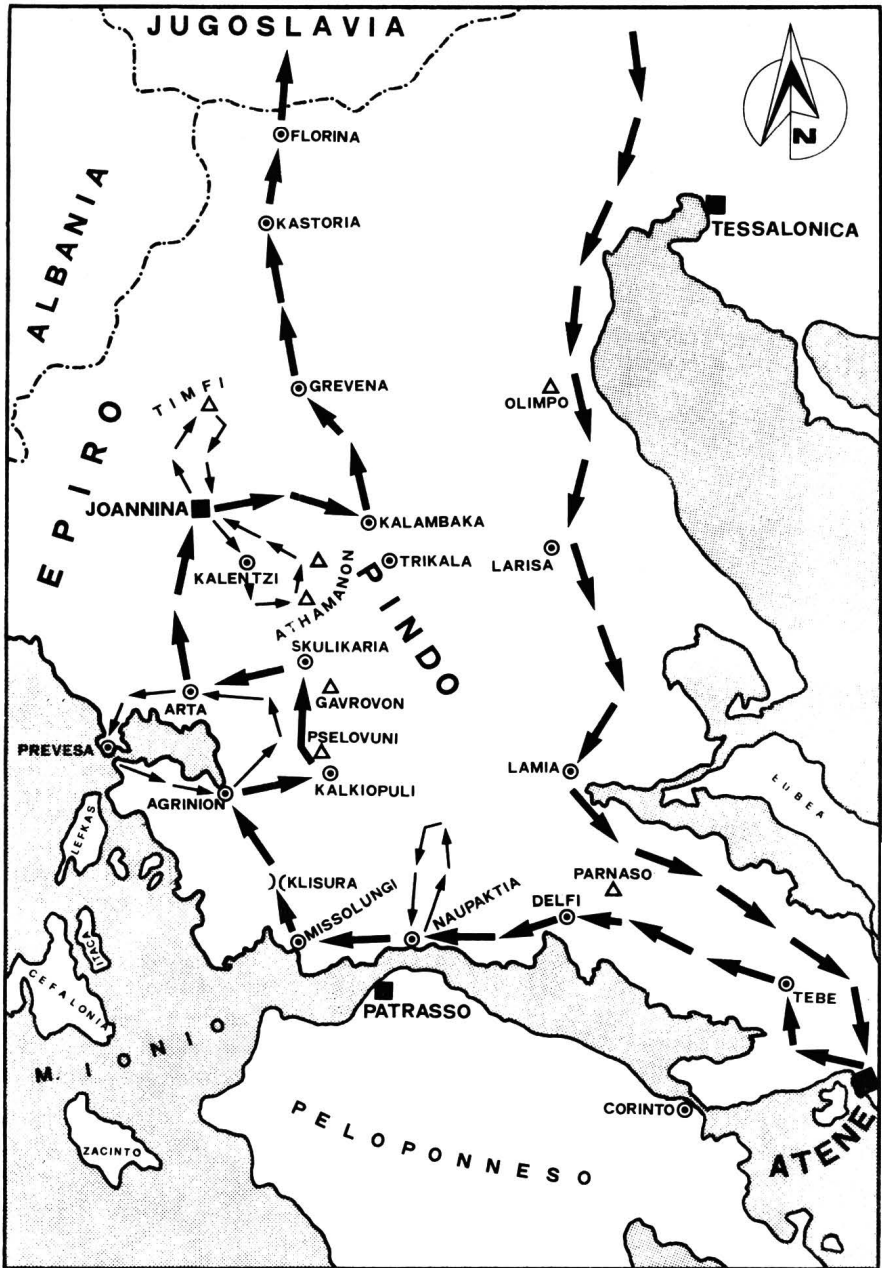 JUGOSLAVIA
N
FLORINA
ALBANIA
KASTORIA
TESSALONICA
TIMFI
GREVENA
OLIMPO
EPIRO
JOANNINA
KALAMBAKA
KALENTZI
ATHAMANON
TRIKALA
LARISA
PINDO
SKULIKARIA
ARTA
GAVROVON
PREVESA
PSELOVUNI
KALKIOPULI
LAMIA
AGRINION
EUBEA
LEFKAS
KLISURA
MISSOLUNGI
NAUPAKTIA
DELFI
PARNASO
ITACA
CEFALONIA
TEBE
PATRASSO
M. IONIO
CORINTO
ATENE
PELOPONNESO
ZACINTO